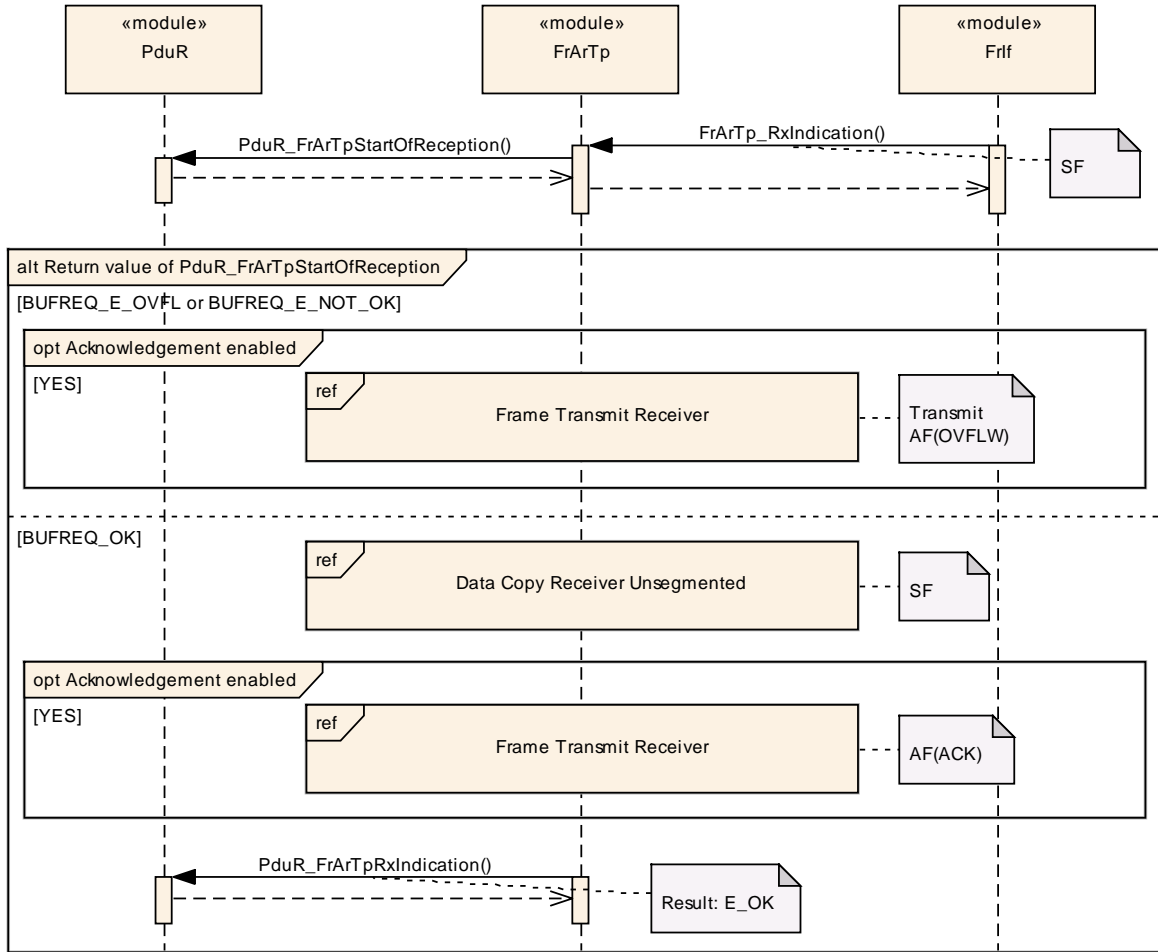 «module»
PduR
«module»
FrArTp
«module»
FrIf
FrArTp_RxIndication()
PduR_FrArTpStartOfReception()
SF
alt Return value of PduR_FrArTpStartOfReception
[BUFREQ_E_OVFL or BUFREQ_E_NOT_OK]
opt Acknowledgement enabled
[YES]
ref
Frame Transmit Receiver
Transmit
AF(OVFLW)
[BUFREQ_OK]
ref
Data Copy Receiver Unsegmented
SF
opt Acknowledgement enabled
[YES]
ref
Frame Transmit Receiver
AF(ACK)
PduR_FrArTpRxIndication()
Result: E_OK